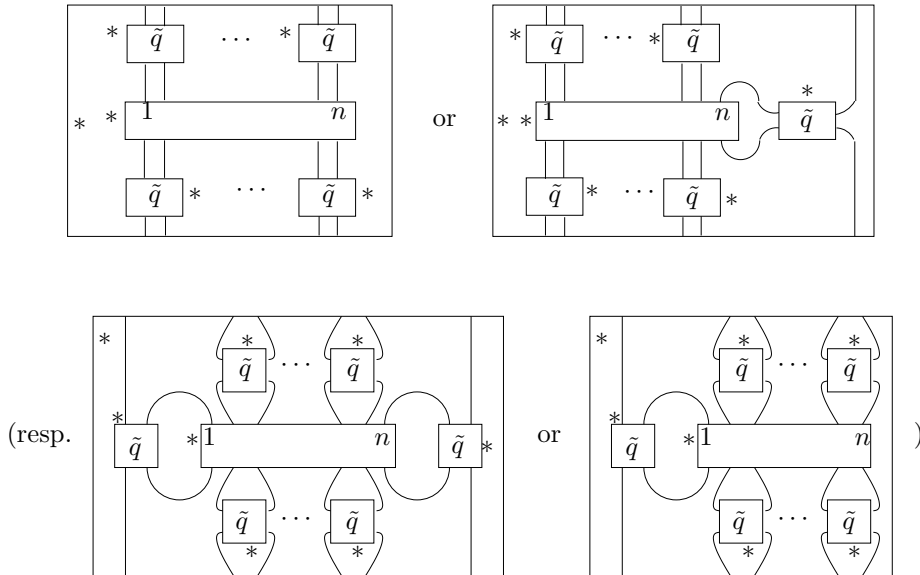 * q̃ · · · * q̃ * q̃ · · · * q̃
*
* * 1 n or * * 1 n q̃
q̃ * · · · q̃ * q̃ * · · · q̃ *
* * * * * *
q̃ · · · q̃ q̃ · · · q̃
* *
(resp. q̃ * 1 n q̃ * or q̃ * 1 n )
q̃ · · · q̃ q̃ · · · q̃
* * * *